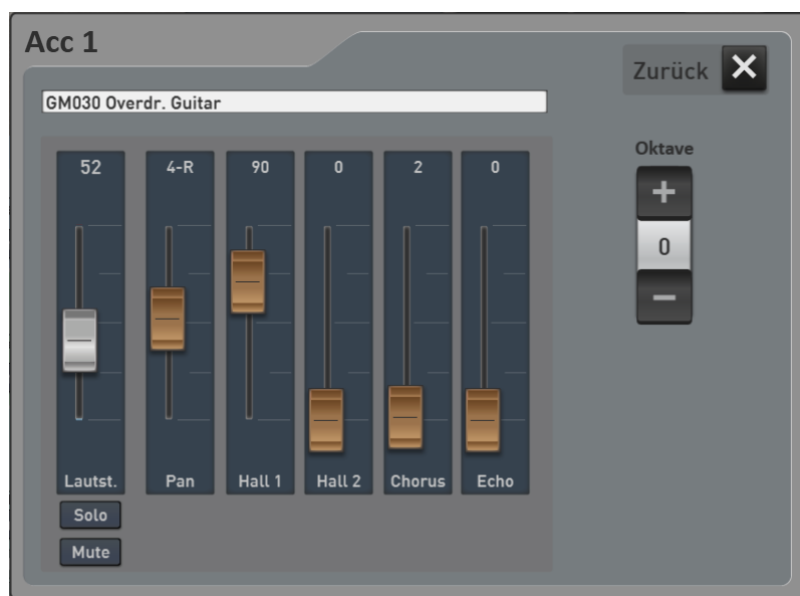 Acc 1
Zurück
GM030 Overdr. Guitar
Oktave
+
0
−
52 4-R 90 0 2 0
Lautst. Pan Hall 1 Hall 2 Chorus Echo
Solo
Mute